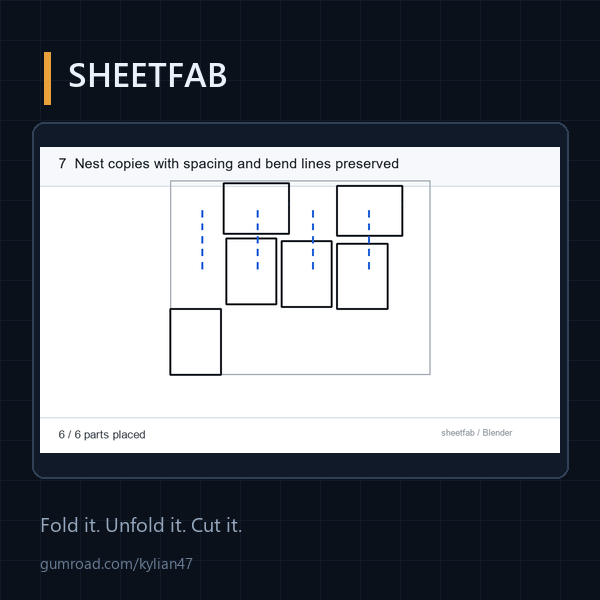 SHEETFAB
7 Nest copies with spacing and bend lines preserved
6 / 6 parts placed
sheetfab / Blender
Fold it. Unfold it. Cut it.
gumroad.com/kylian47